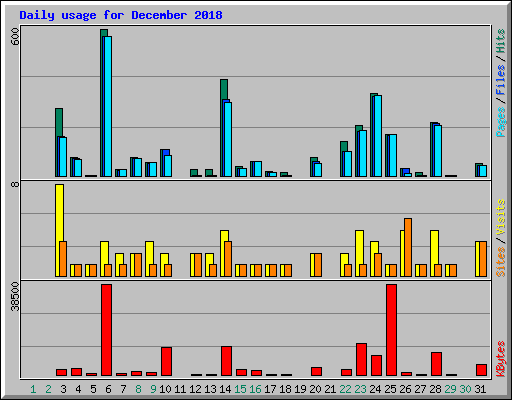 Daily usage for December 2018
600
Pages / Files / Hits
8
Sites / Visits
38500
KBytes
1 2 3 4 5 6 7 8 9 10 11 12 13 14 15 16 17 18 19 20 21 22 23 24 25 26 27 28 29 30 31